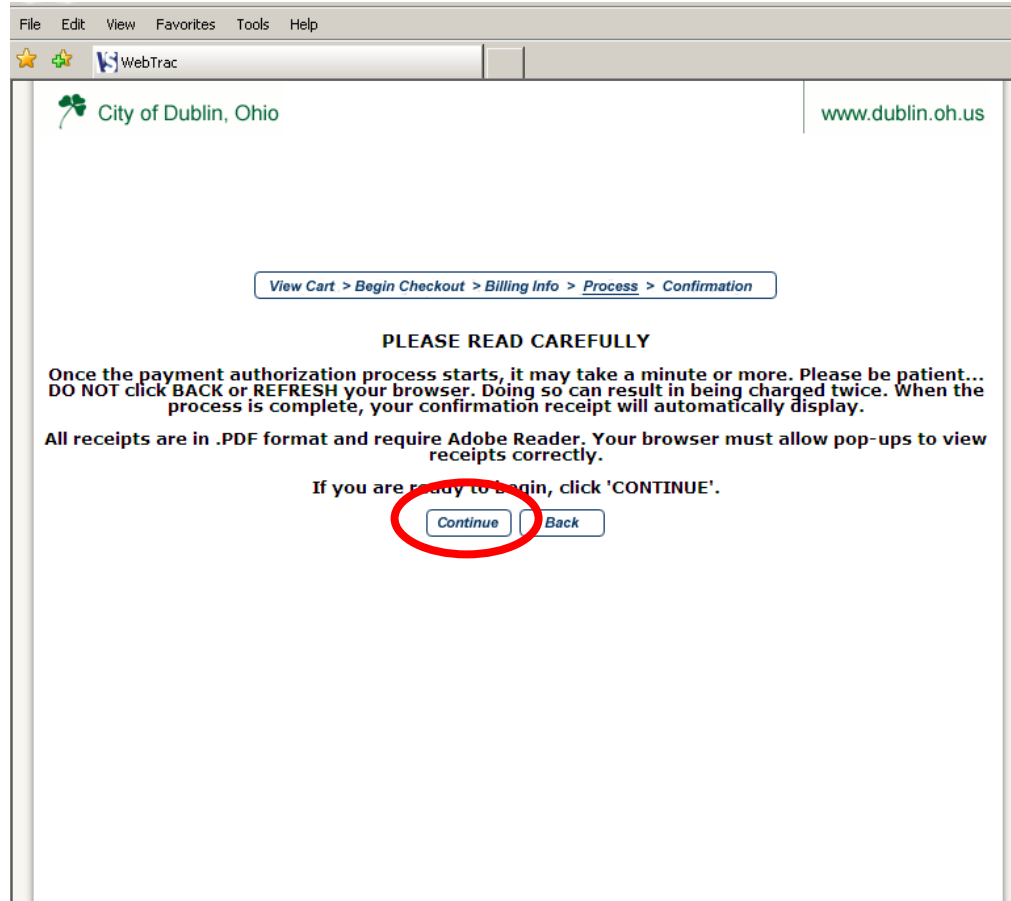 File Edit View Favorites Tools Help
WebTrac
City of Dublin, Ohio
www.dublin.oh.us
View Cart > Begin Checkout > Billing Info > Process > Confirmation
PLEASE READ CAREFULLY
Once the payment authorization process starts, it may take a minute or more. Please be patient...
DO NOT click BACK or REFRESH your browser. Doing so can result in being charged twice. When the
process is complete, your confirmation receipt will automatically display.
All receipts are in .PDF format and require Adobe Reader. Your browser must allow pop-ups to view
receipts correctly.
If you are ready to begin, click 'CONTINUE'.
Continue Back